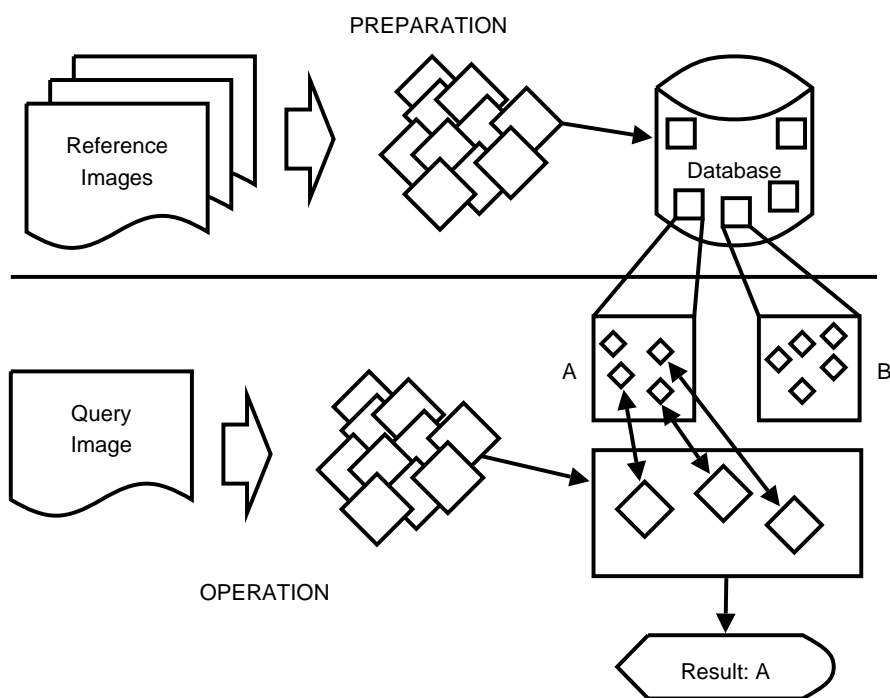 PREPARATION
Reference
Images
Database
A
B
Query
Image
OPERATION
Result: A